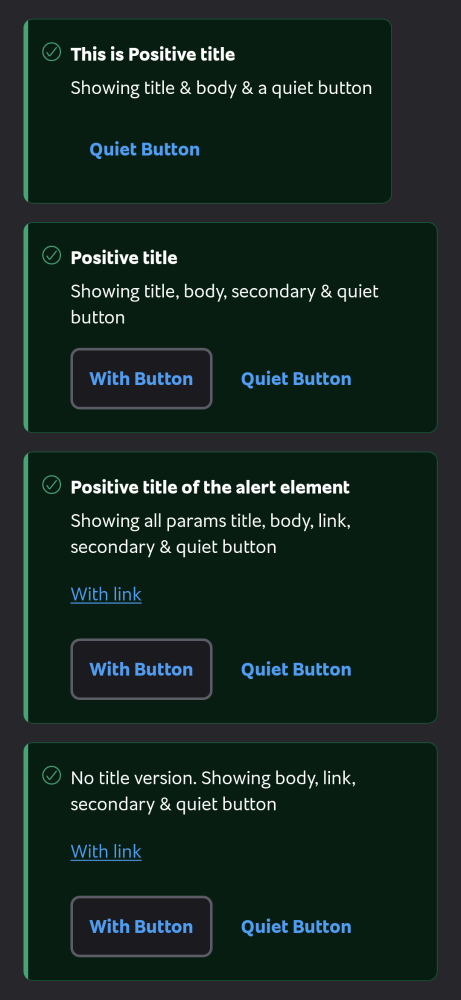 This is Positive title
Showing title & body & a quiet button
Quiet Button
Positive title
Showing title, body, secondary & quiet
button
With Button Quiet Button
Positive title of the alert element
Showing all params title, body, link,
secondary & quiet button
With link
With Button Quiet Button
No title version. Showing body, link,
secondary & quiet button
With link
With Button Quiet Button